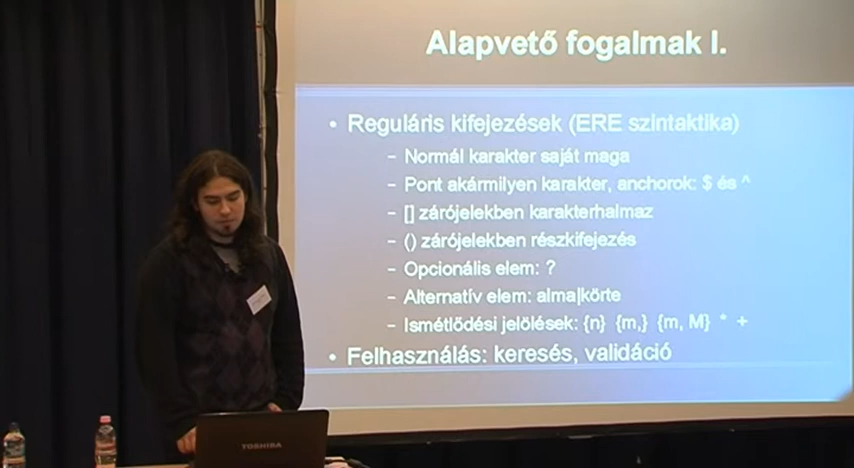 Alapvető fogalmak I.
• Reguláris kifejezések (ERE szintaktika)
– Normál karakter saját maga
– Pont akármilyen karakter, anchorok: $ és ^
– [] zárójelekben karakterhalmaz
– () zárójelekben részkifejezés
– Opcionális elem: ?
– Alternatív elem: alma|körte
– Ismétlődési jelölések: {n} {m,} {m, M} * +
• Felhasználás: keresés, validáció
TOSHIBA